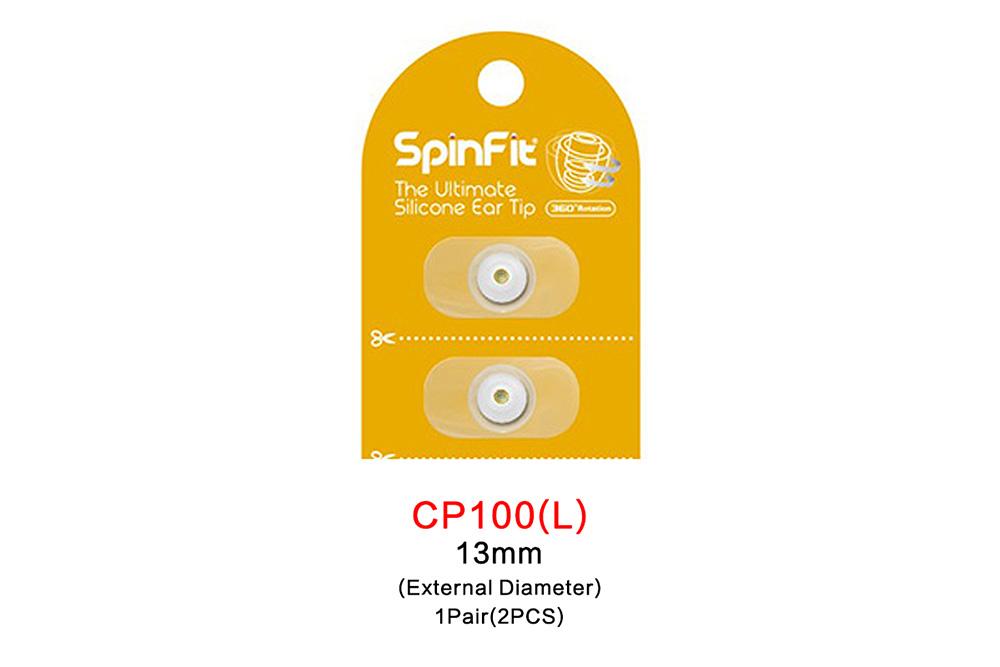 SpinFit®
The Ultimate
Silicone Ear Tip
360°Rotation
CP100(L)
13mm
(External Diameter)
1Pair(2PCS)